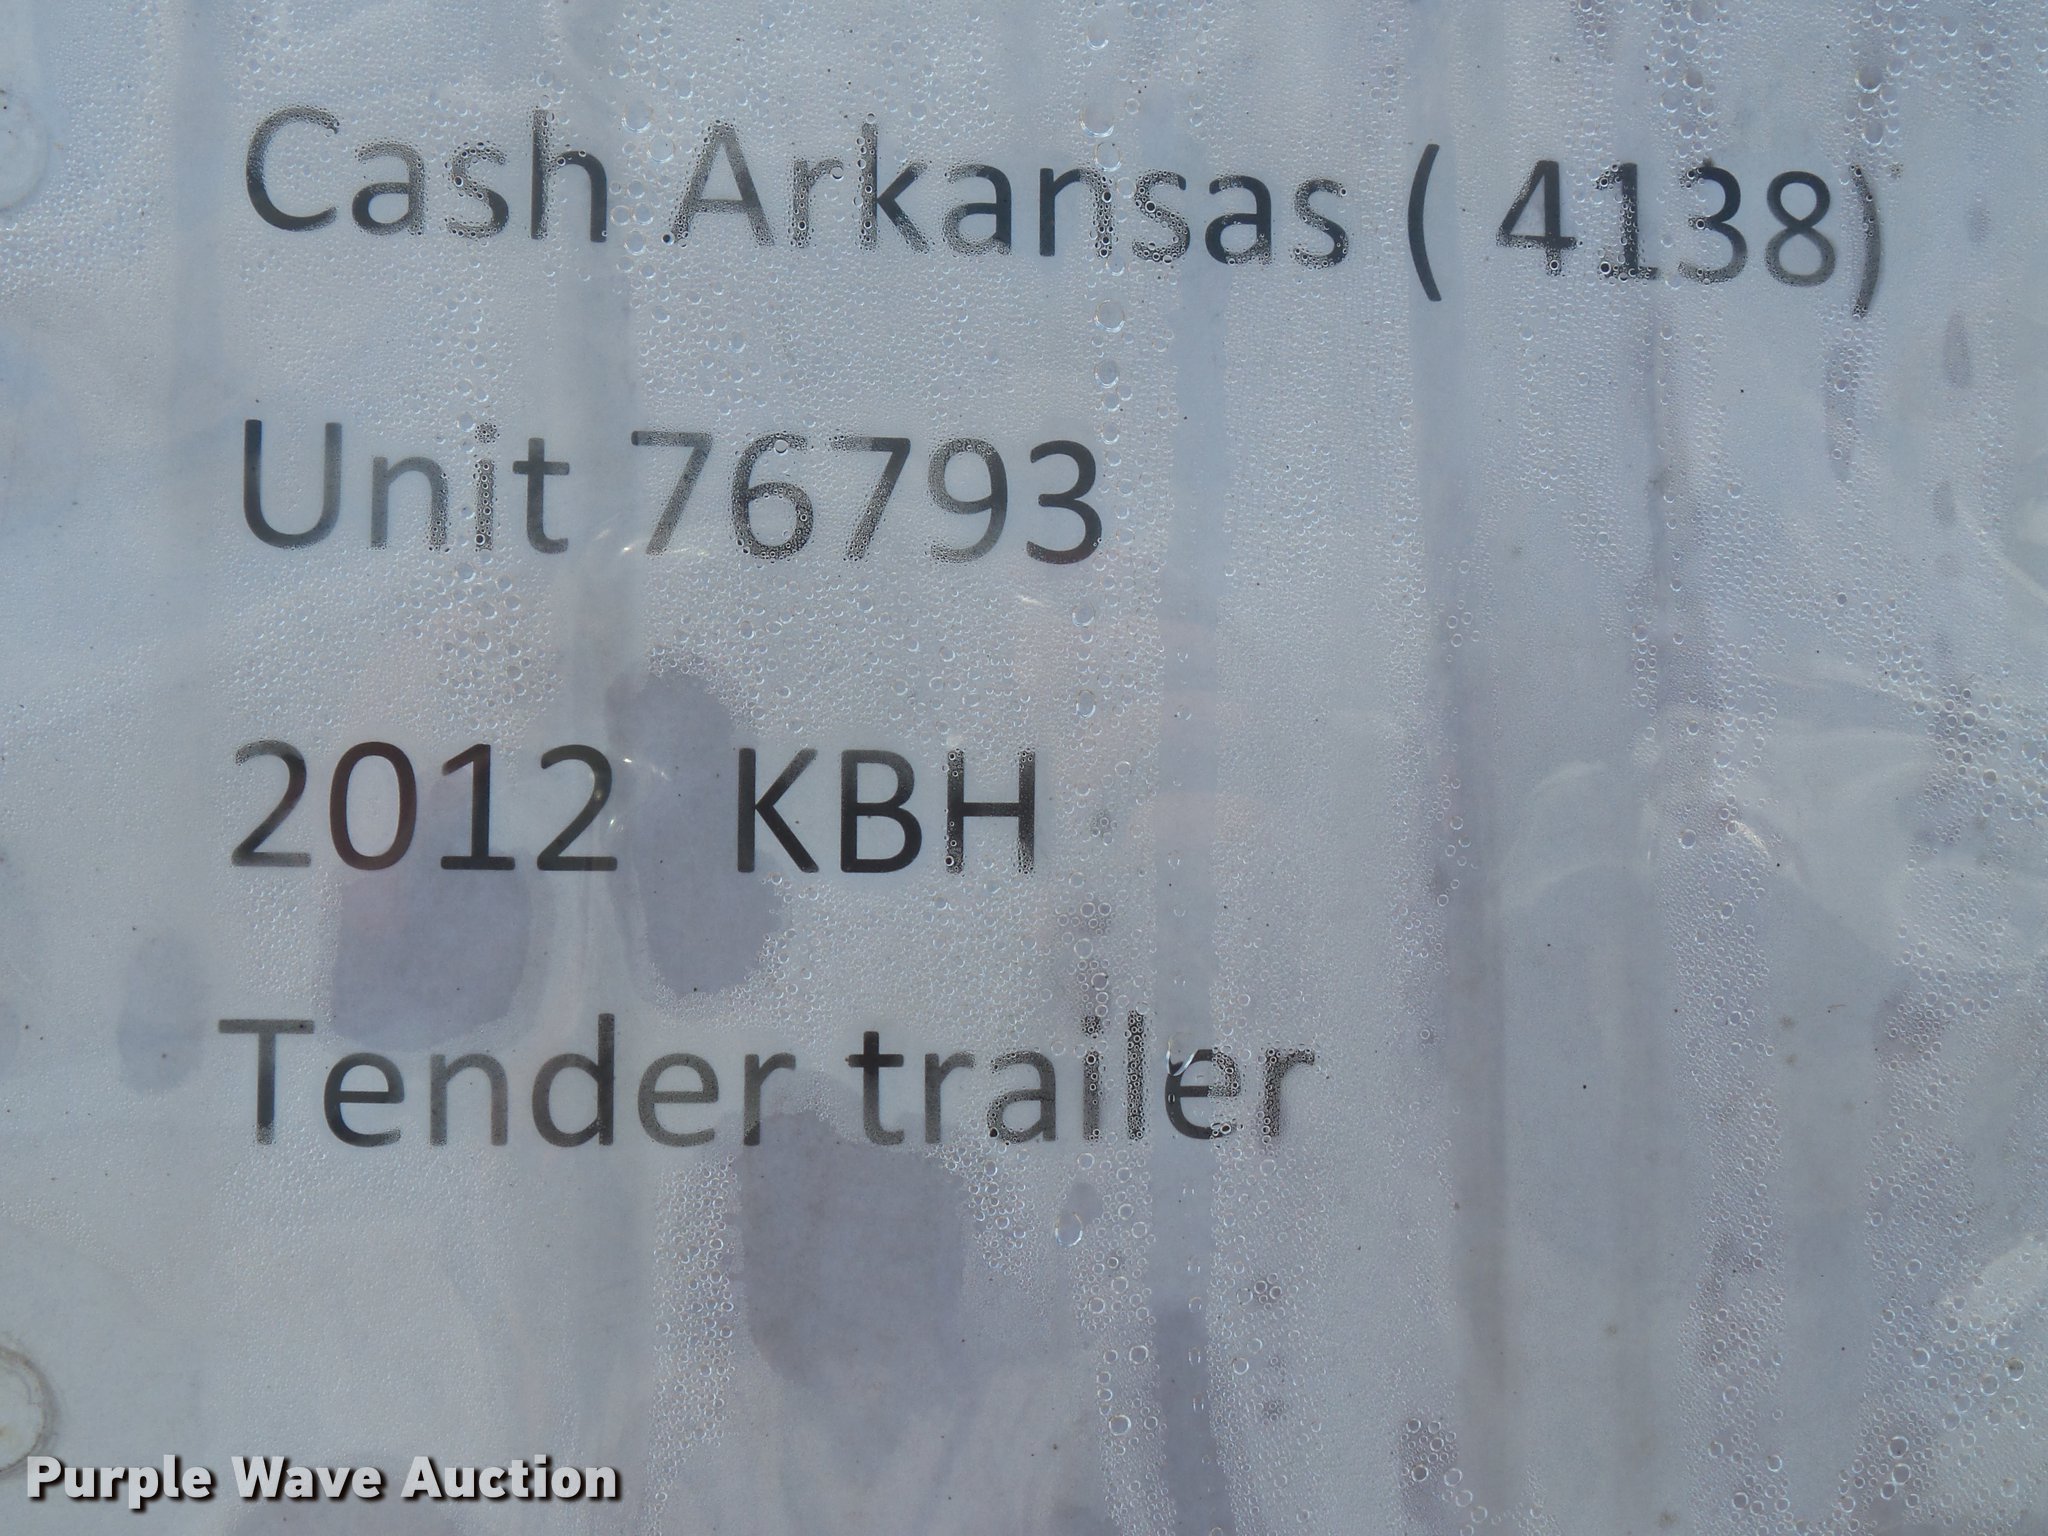 Cash Arkansas ( 4138)
Unit 76793
2012 KBH
Tender trailer
Purple Wave Auction